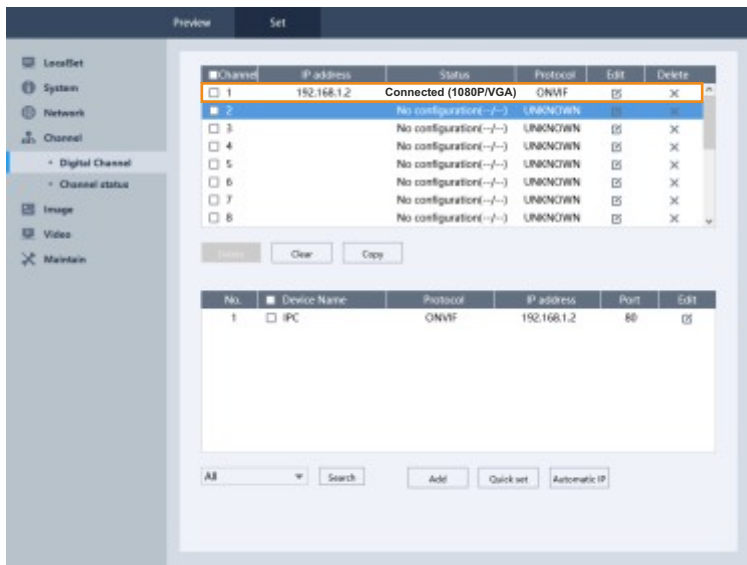 Preview Set
LocalSet
System
Network
Channel
Digital Channel
Channel status
Image
Video
Maintain
Channel IP address Status Protocol Edit Delete
1 192.168.1.2 Connected (1080P/VGA) ONVIF
2 No configuration(--/--) UNKNOWN
3 No configuration(--/--) UNKNOWN
4 No configuration(--/--) UNKNOWN
5 No configuration(--/--) UNKNOWN
6 No configuration(--/--) UNKNOWN
7 No configuration(--/--) UNKNOWN
8 No configuration(--/--) UNKNOWN
Delete Clear Copy
No. Device Name Protocol IP address Port Edit
1 IPC ONVIF 192.168.1.2 80
All Search Add Quick set Automatic IP